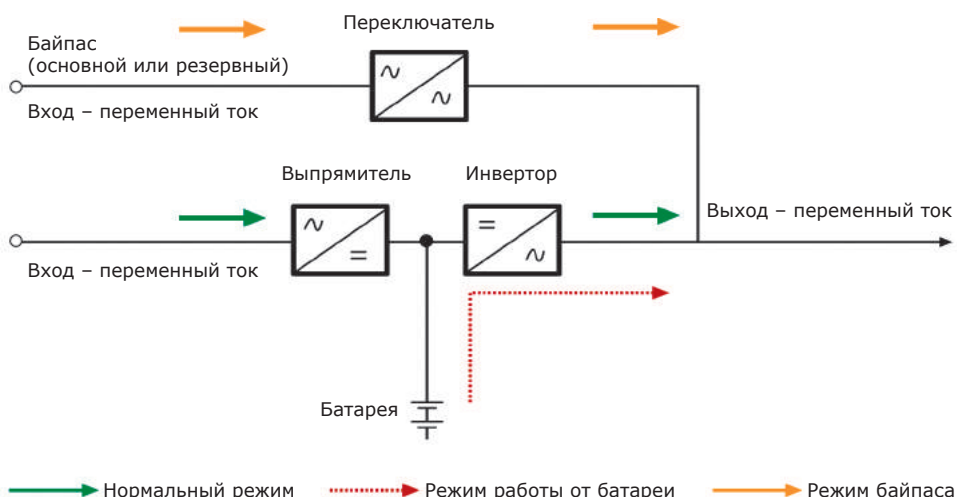 Переключатель
Байпас
(основной или резервный)
Вход – переменный ток
Выпрямитель
Инвертор
Выход – переменный ток
Вход – переменный ток
Батарея
Нормальный режим
Режим работы от батареи
Режим байпаса